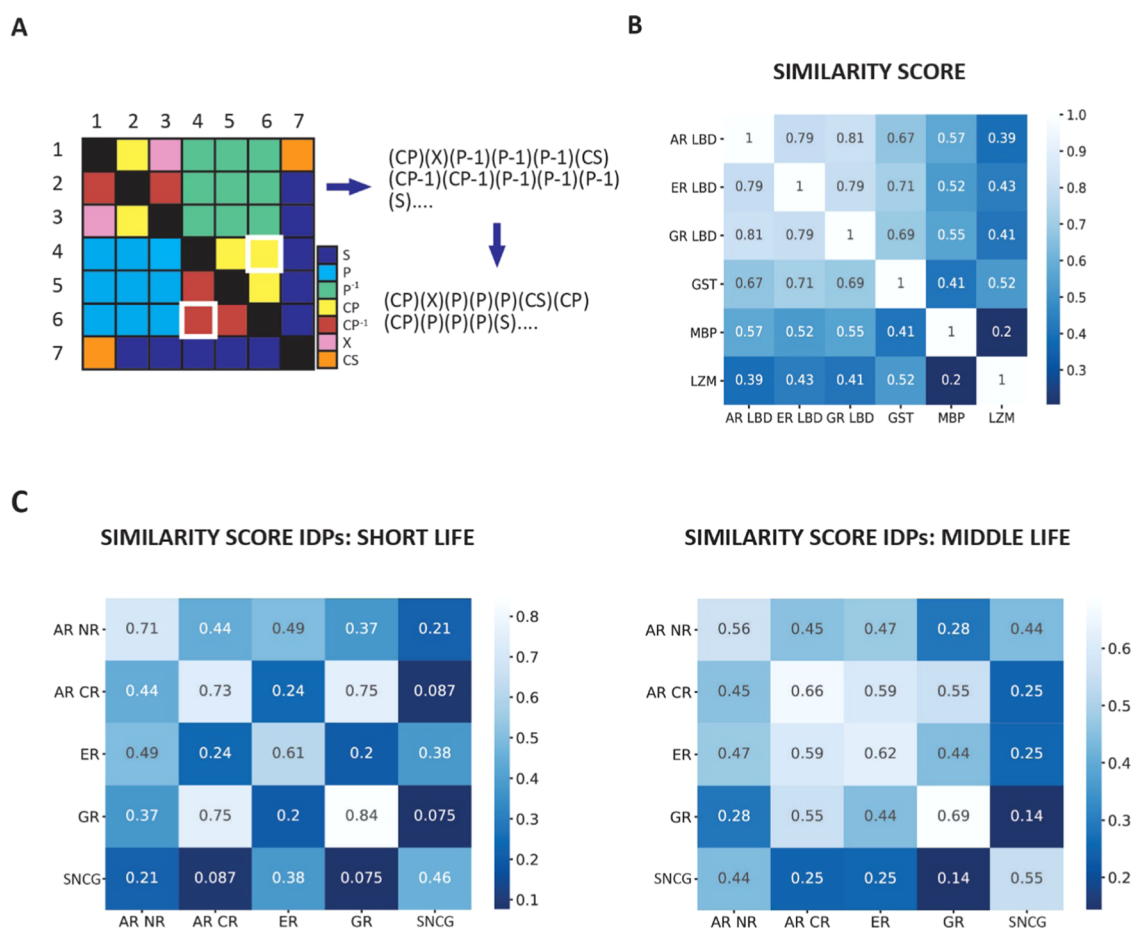 A
1 2 3 4 5 6 7
1
2
3
4
5
6
7
S
P
P-1
CP
CP-1
X
CS
(CP)(X)(P-1)(P-1)(P-1)(CS)
(CP-1)(CP-1)(P-1)(P-1)(P-1)
(S)....
(CP)(X)(P)(P)(P)(CS)(CP)
(CP)(P)(P)(P)(S)....
B
SIMILARITY SCORE
AR LBD 1 0.79 0.81 0.67 0.57 0.39
ER LBD 0.79 1 0.79 0.71 0.52 0.43
GR LBD 0.81 0.79 1 0.69 0.55 0.41
GST 0.67 0.71 0.69 1 0.41 0.52
MBP 0.57 0.52 0.55 0.41 1 0.2
LZM 0.39 0.43 0.41 0.52 0.2 1
AR LBD ER LBD GR LBD GST MBP LZM
1.0
0.9
0.8
0.7
0.6
0.5
0.4
0.3
C
SIMILARITY SCORE IDPs: SHORT LIFE
AR NR 0.71 0.44 0.49 0.37 0.21
AR CR 0.44 0.73 0.24 0.75 0.087
ER 0.49 0.24 0.61 0.2 0.38
GR 0.37 0.75 0.2 0.84 0.075
SNCG 0.21 0.087 0.38 0.075 0.46
AR NR AR CR ER GR SNCG
0.8
0.7
0.6
0.5
0.4
0.3
0.2
0.1
SIMILARITY SCORE IDPs: MIDDLE LIFE
AR NR 0.56 0.45 0.47 0.28 0.44
AR CR 0.45 0.66 0.59 0.55 0.25
ER 0.47 0.59 0.62 0.44 0.25
GR 0.28 0.55 0.44 0.69 0.14
SNCG 0.44 0.25 0.25 0.14 0.55
AR NR AR CR ER GR SNCG
0.6
0.5
0.4
0.3
0.2